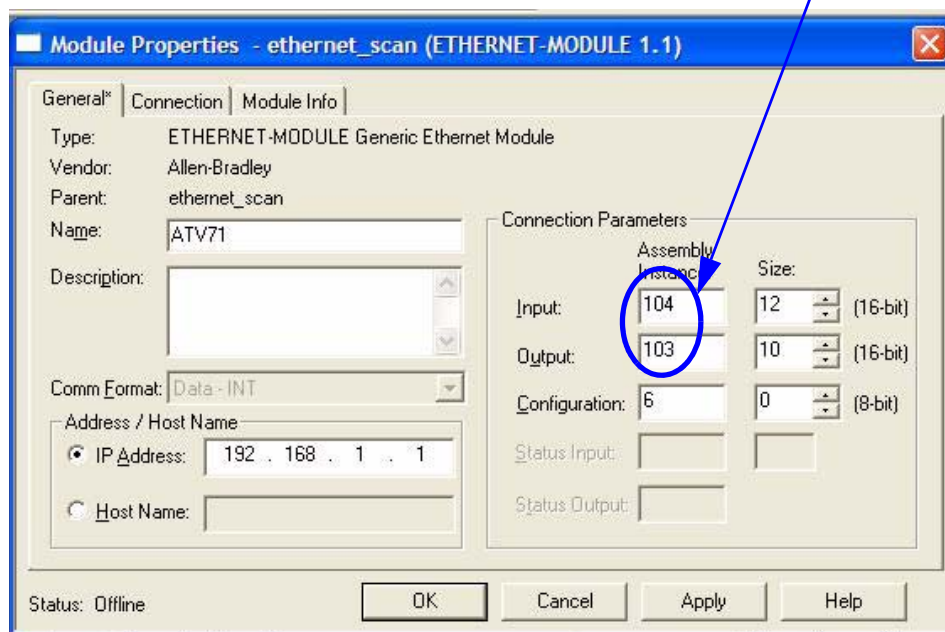 Module Properties - ethernet_scan (ETHERNET-MODULE 1.1)
General* Connection Module Info
Type: ETHERNET-MODULE Generic Ethernet Module
Vendor: Allen-Bradley
Parent: ethernet_scan
Name: ATV71
Description:
Comm Format: Data - INT
Address / Host Name
IP Address: 192 . 168 . 1 . 1
Host Name:
Connection Parameters
Assembly
Instance: Size:
Input: 104 12 (16-bit)
Output: 103 10 (16-bit)
Configuration: 6 0 (8-bit)
Status Input:
Status Output:
Status: Offline OK Cancel Apply Help